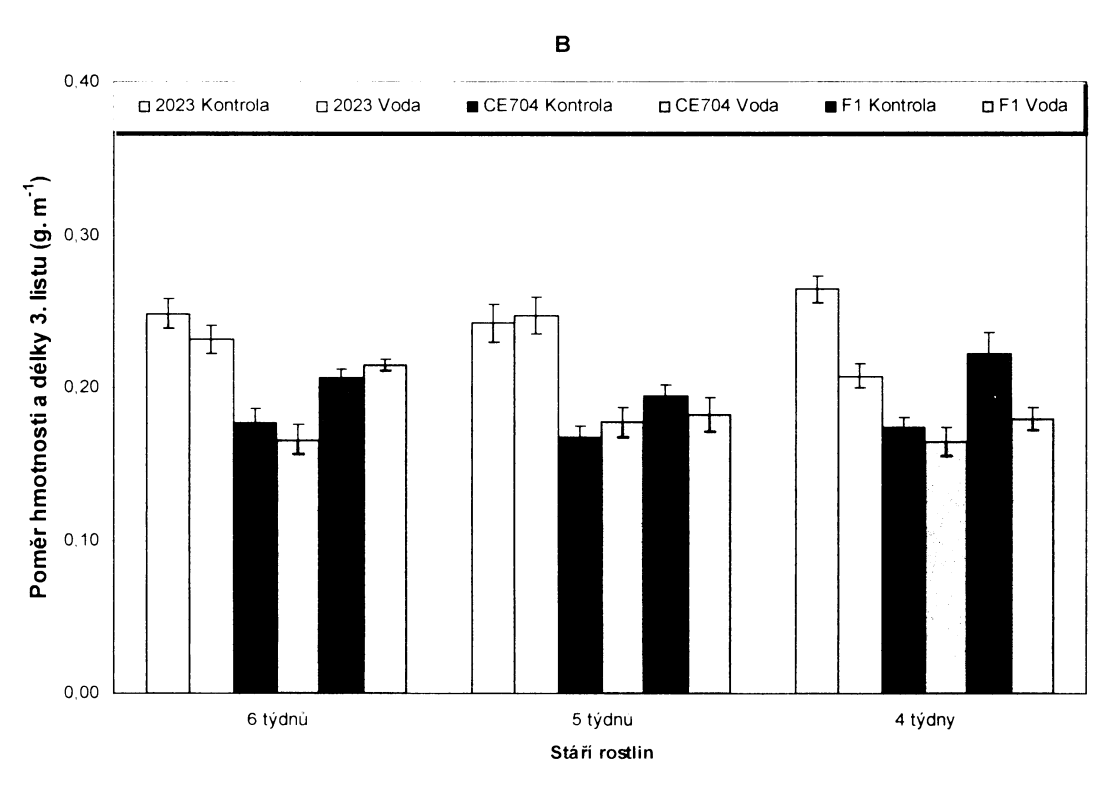 B
0,40
2023 Kontrola 2023 Voda CE704 Kontrola CE704 Voda F1 Kontrola F1 Voda
Poměr hmotnosti a délky 3. listu (g. m⁻¹)
0,30
0,20
0,10
0,00
6 týdnů 5 týdnů 4 týdny
Stáří rostlin